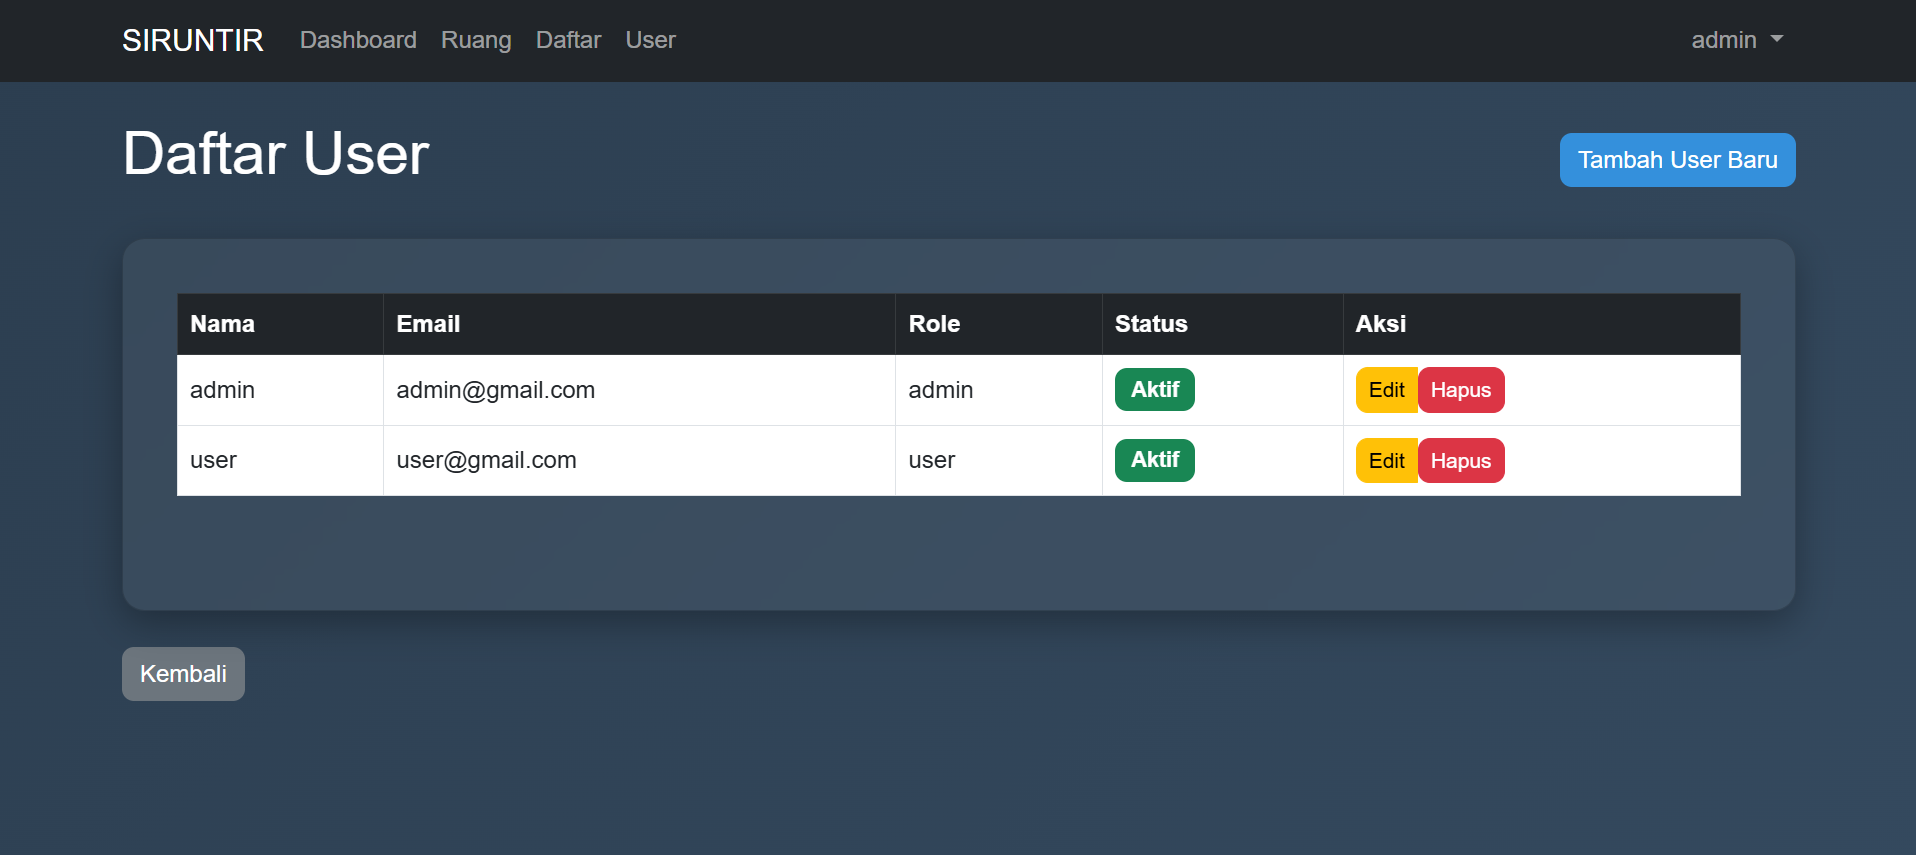 SIRUNTIR Dashboard Ruang Daftar User admin
Daftar User
Tambah User Baru
Nama Email Role Status Aksi
admin admin@gmail.com admin Aktif Edit Hapus
user user@gmail.com user Aktif Edit Hapus
Kembali